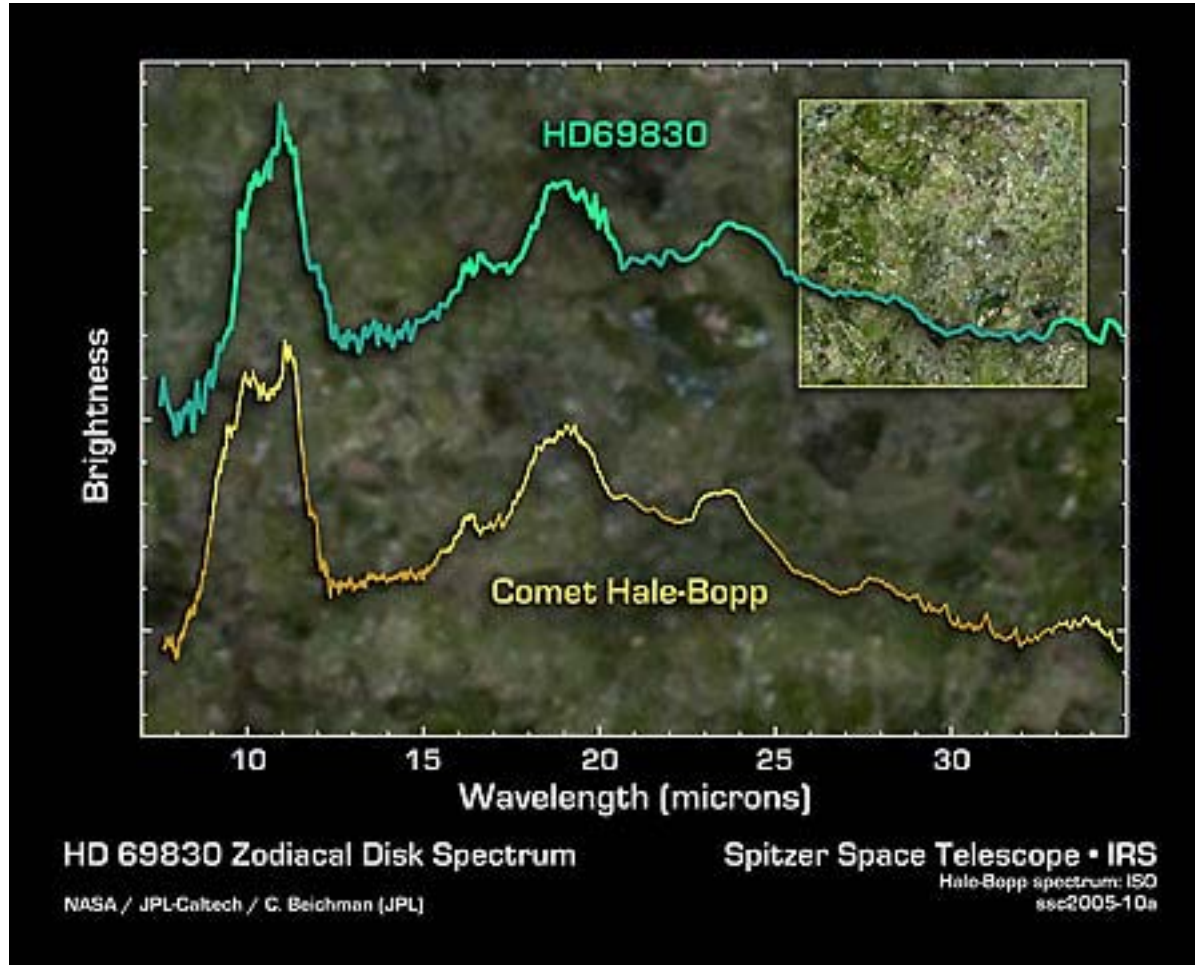 HD69830
Brightness
Comet Hale-Bopp
10 15 20 25 30
Wavelength (microns)
HD 69830 Zodiacal Disk Spectrum
NASA / JPL-Caltech / C. Beichman (JPL)
Spitzer Space Telescope • IRS
Hale-Bopp spectrum: ISO
ssc2005-10a